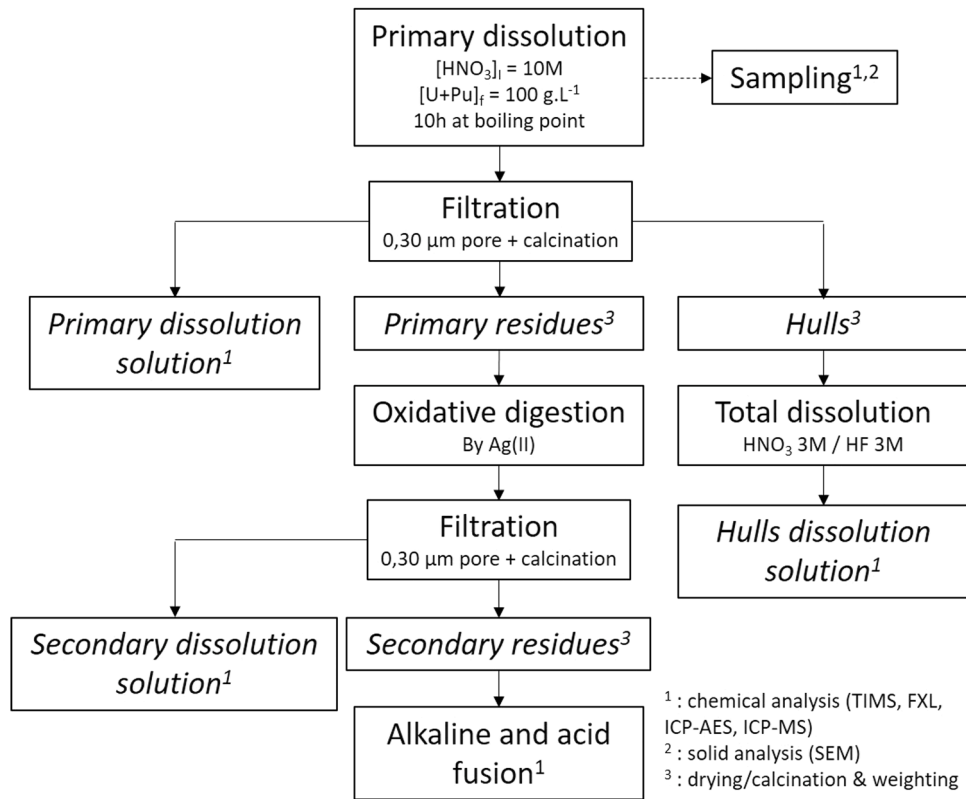 Primary dissolution
[HNO₃]ᵢ = 10M
[U+Pu]f = 100 g.L⁻¹
10h at boiling point
Sampling¹,²
Filtration
0,30 µm pore + calcination
Primary dissolution
solution¹
Primary residues³
Hulls³
Oxidative digestion
By Ag(II)
Total dissolution
HNO₃ 3M / HF 3M
Filtration
0,30 µm pore + calcination
Hulls dissolution
solution¹
Secondary dissolution
solution¹
Secondary residues³
Alkaline and acid
fusion¹
¹ : chemical analysis (TIMS, FXL,
ICP-AES, ICP-MS)
² : solid analysis (SEM)
³ : drying/calcination & weighting